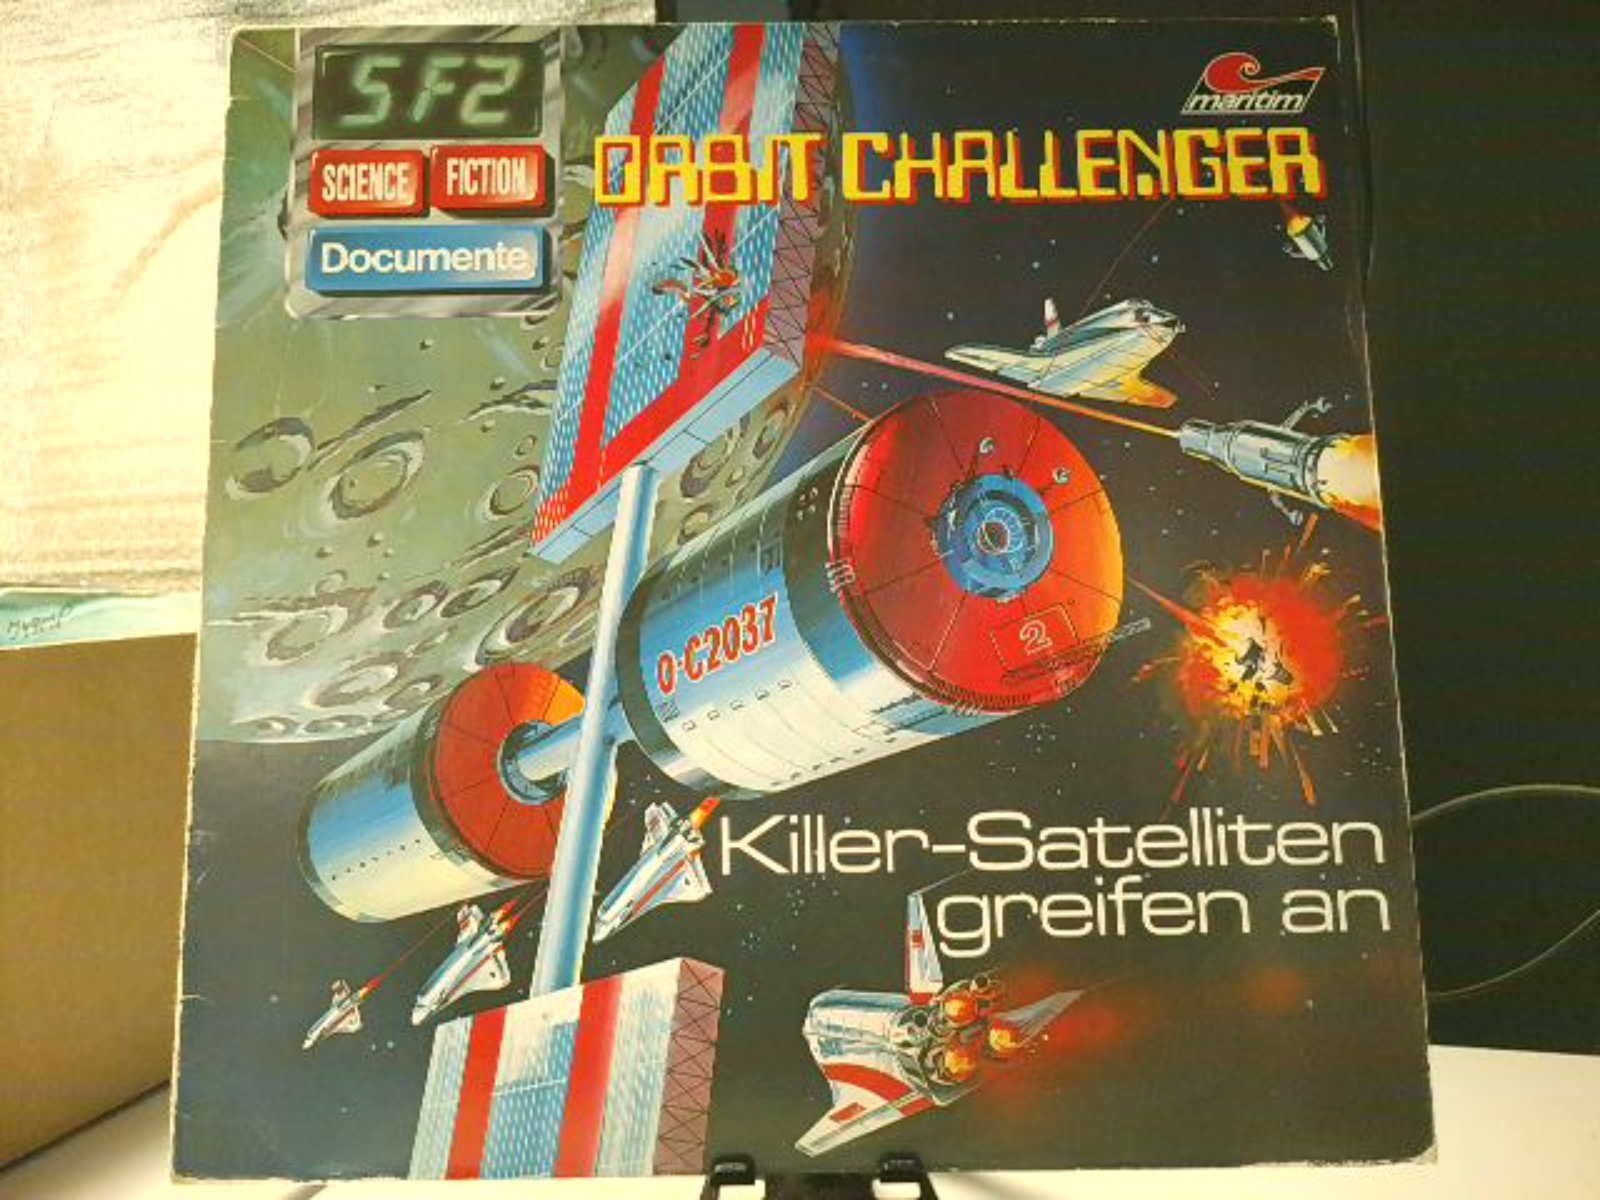 SF2
SCIENCE FICTION
Documente
maritim
ORBIT CHALLENGER
O-C2037
2
Killer-Satelliten
greifen an